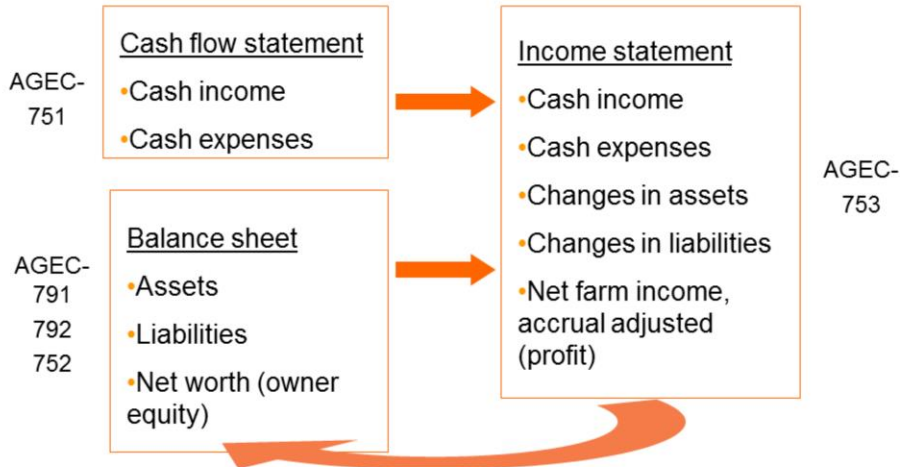 AGEC-
751
Cash flow statement
•Cash income
•Cash expenses
Income statement
•Cash income
•Cash expenses
•Changes in assets
•Changes in liabilities
•Net farm income,
accrual adjusted
(profit)
AGEC-
753
AGEC-
791
792
752
Balance sheet
•Assets
•Liabilities
•Net worth (owner
equity)